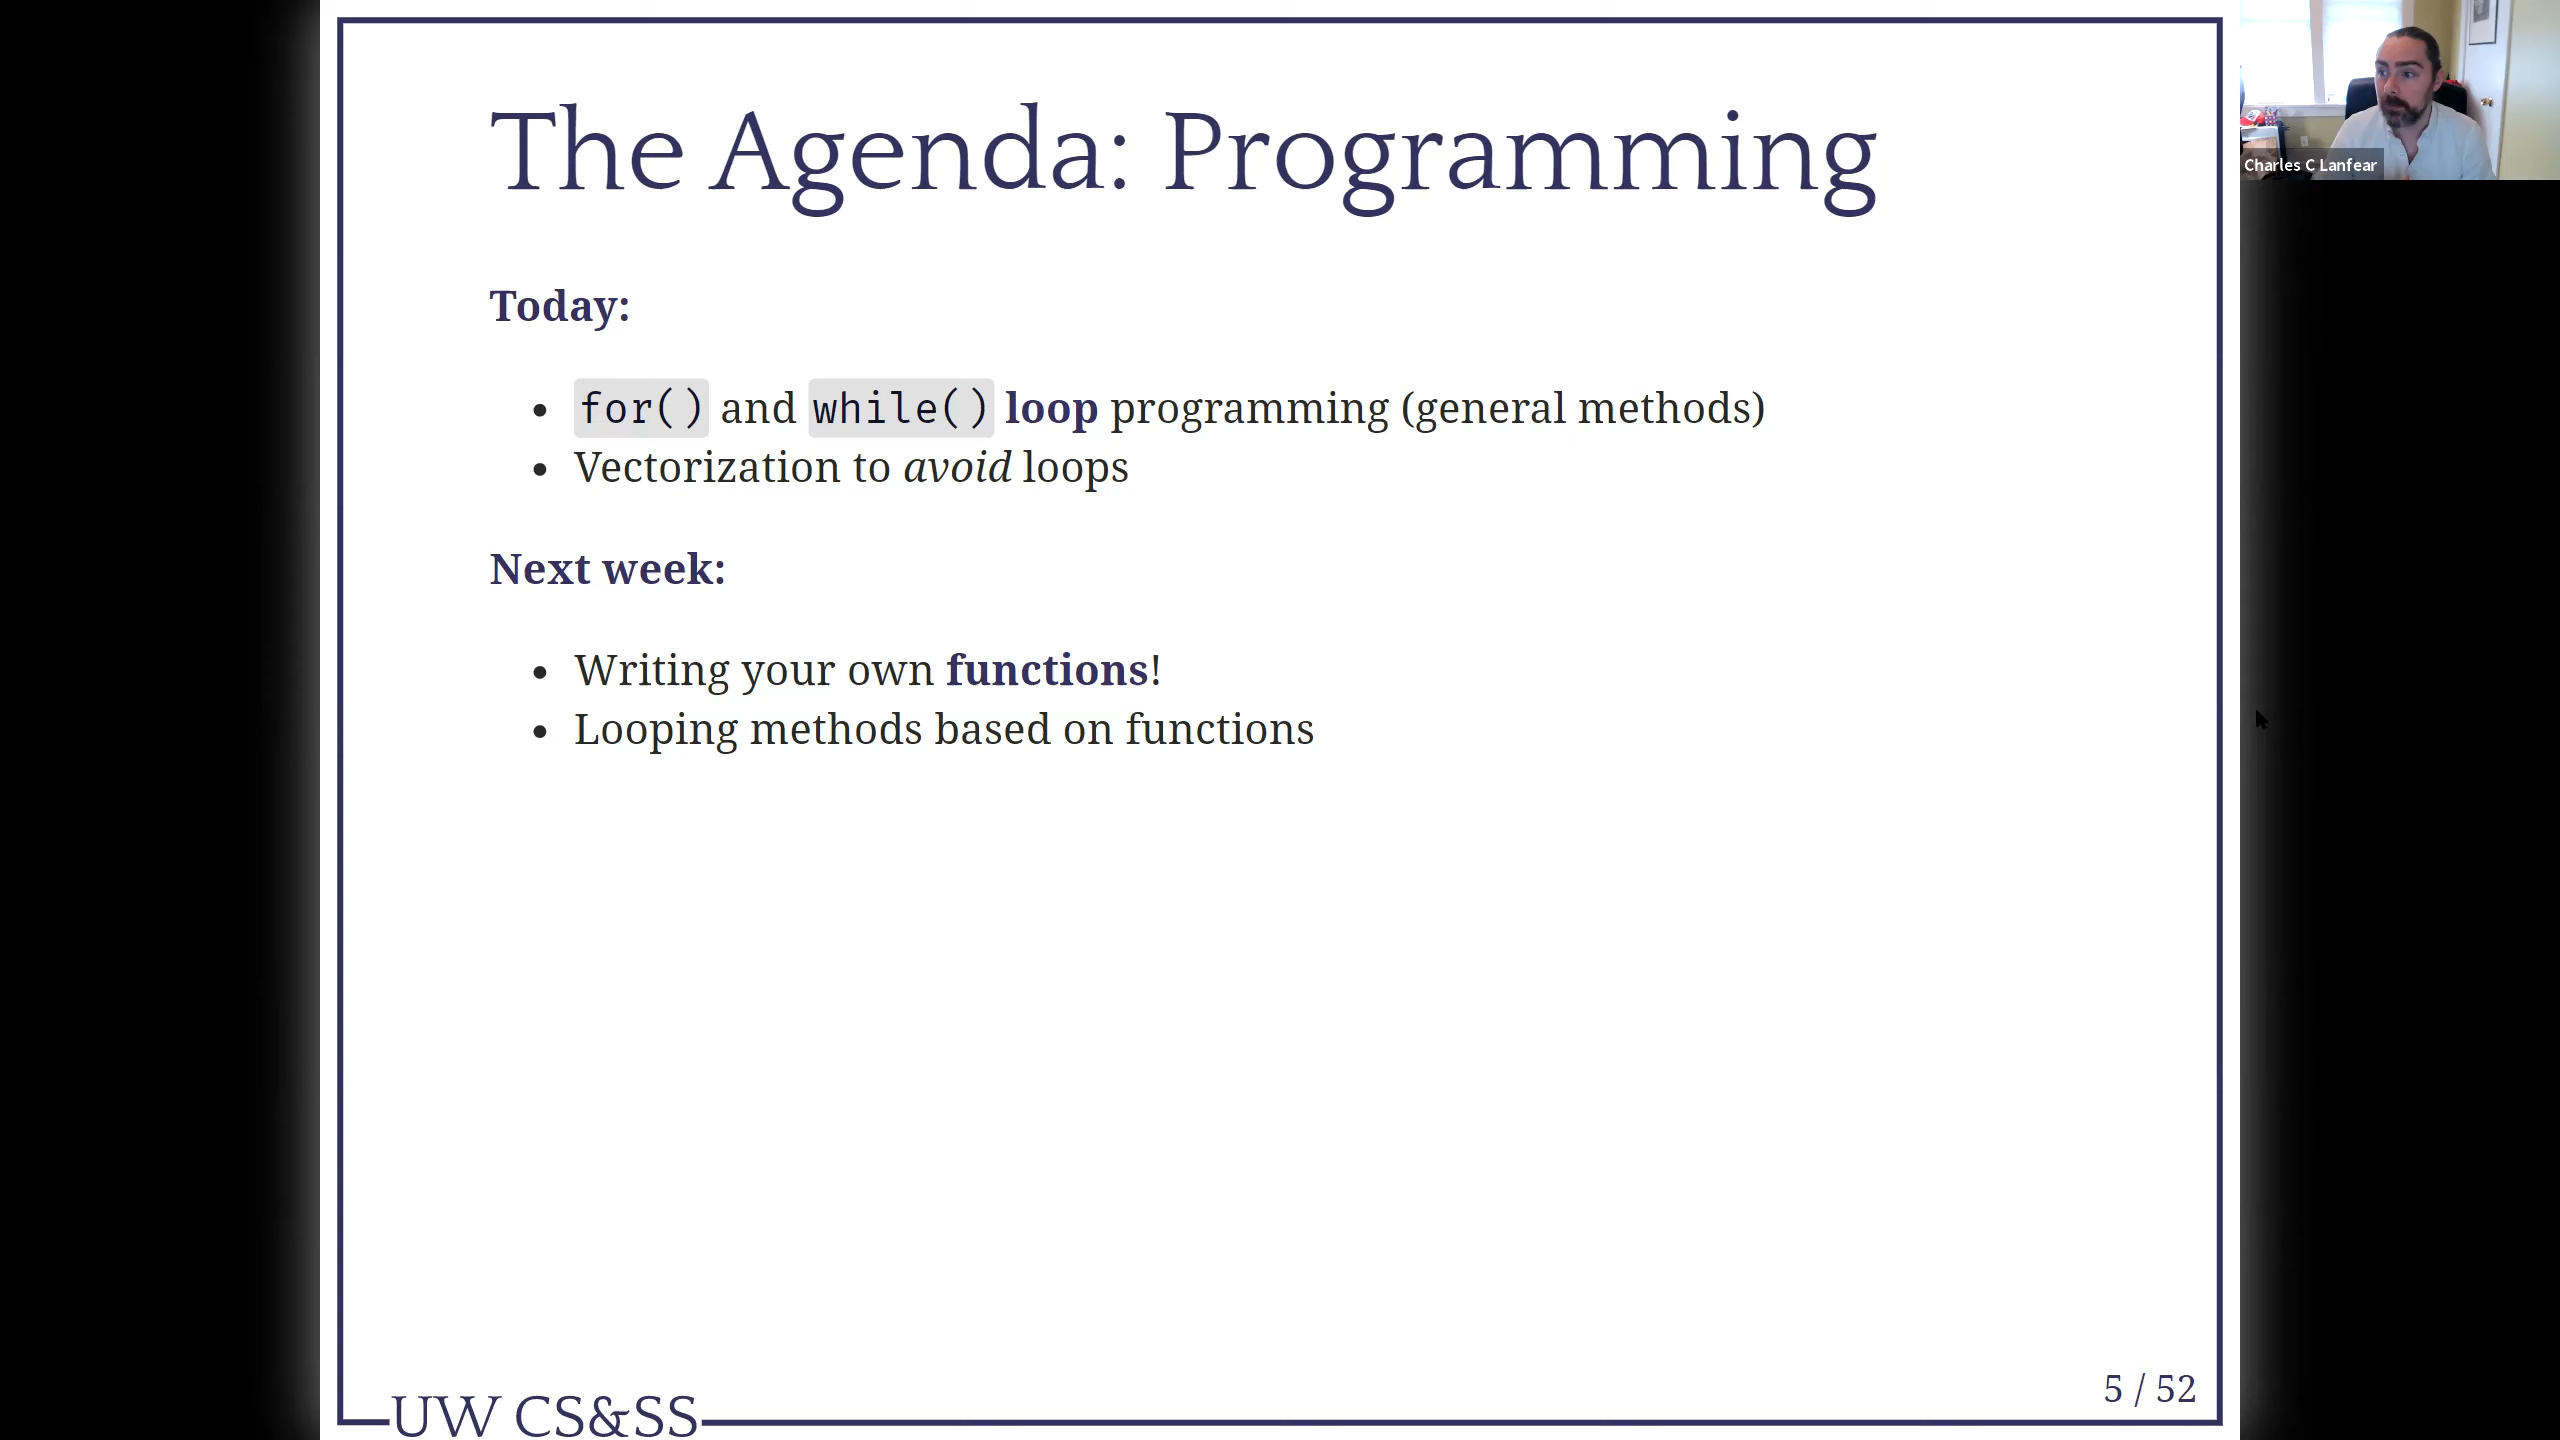 The Agenda: Programming
Charles C Lanfear
Today:
for() and while() loop programming (general methods)
Vectorization to avoid loops
Next week:
Writing your own functions!
Looping methods based on functions
5 / 52
UW CS&SS